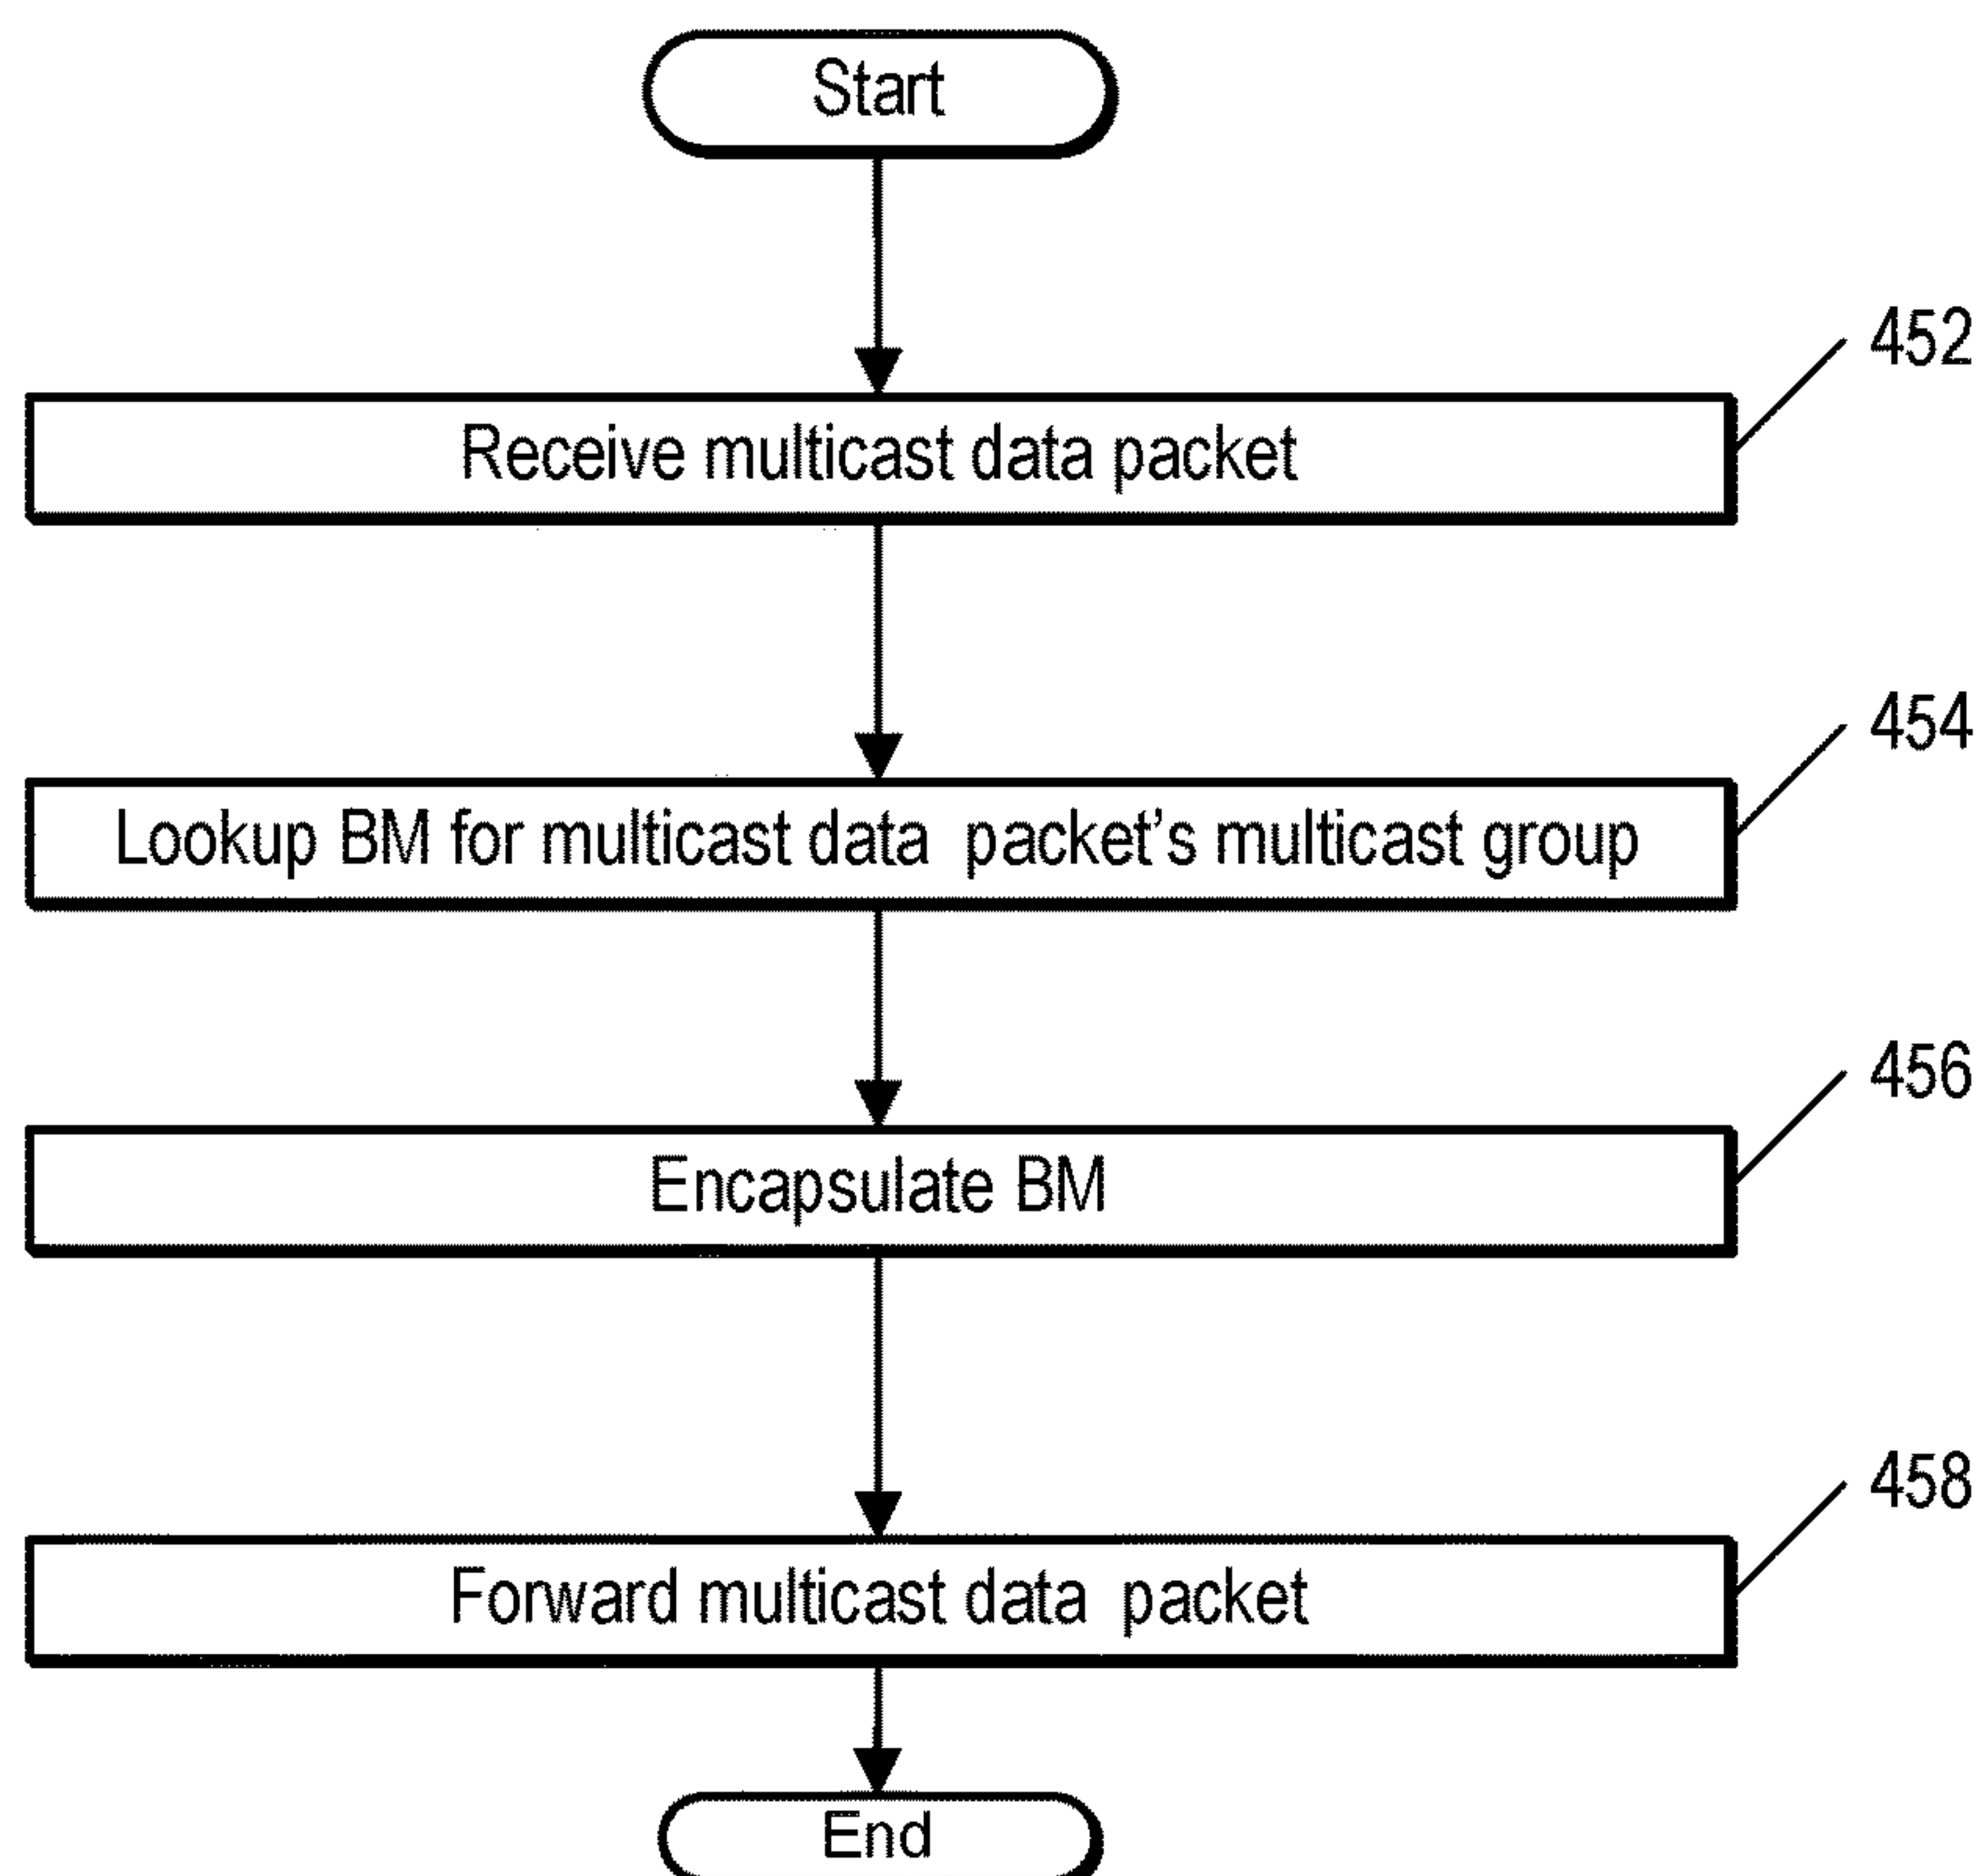 Start
452
Receive multicast data packet
454
Lookup BM for multicast data packet's multicast group
456
Encapsulate BM
458
Forward multicast data packet
End